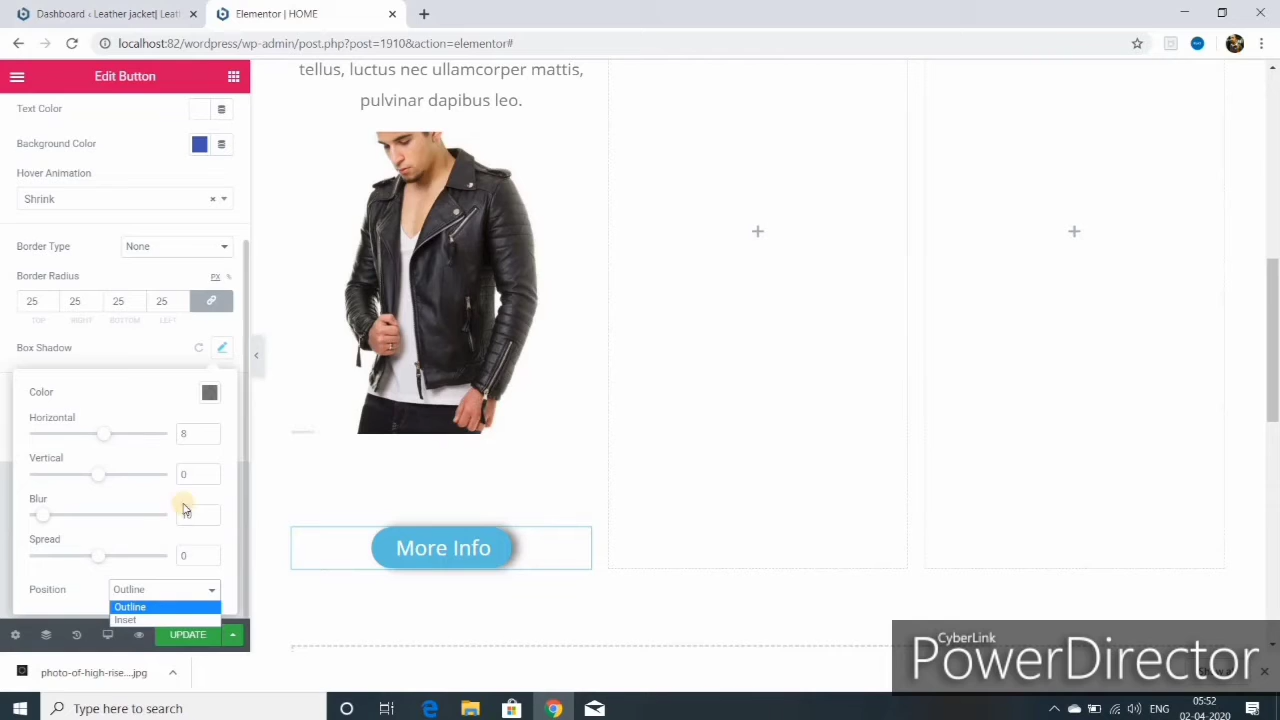 Dashboard ‹ Leather jacket | Leatl
Elementor | HOME
localhost:82/wordpress/wp-admin/post.php?post=1910&action=elementor#
Edit Button
Text Color
Background Color
Hover Animation
Shrink
Border Type
None
Border Radius
PX
%
25
25
25
25
TOP
RIGHT
BOTTOM
LEFT
Box Shadow
Color
Horizontal
8
Vertical
0
Blur
Spread
0
Position
Outline
Outline
Inset
UPDATE
tellus, luctus nec ullamcorper mattis,
pulvinar dapibus leo.
More Info
photo-of-high-rise....jpg
CyberLink
PowerDirector
Type here to search
05:52
02-04-2020